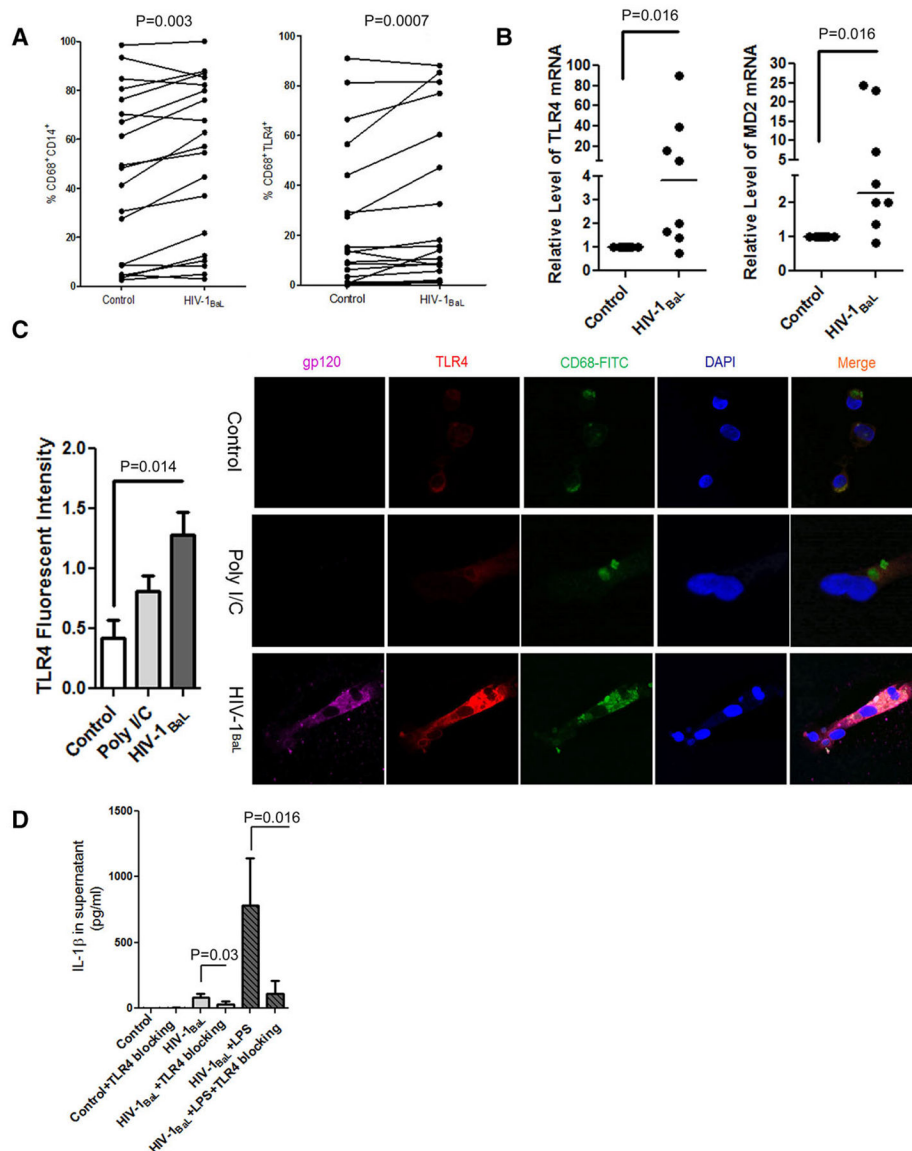 A
P=0.003
P=0.0007
100
80
60
40
20
0
% CD68⁺CD14⁺
Control
HIV-1BaL
100
80
60
40
20
0
% CD68⁺TLR4⁺
Control
HIV-1BaL
B
P=0.016
P=0.016
Relative Level of TLR4 mRNA
100
80
60
40
20
4
3
2
1
0
Control
HIV-1BaL
Relative Level of MD2 mRNA
30
25
20
15
10
5
3
2
1
0
Control
HIV-1BaL
C
TLR4 Fluorescent Intensity
2.0
1.5
1.0
0.5
0.0
P=0.014
Control
Poly I/C
HIV-1BaL
gp120
TLR4
CD68-FITC
DAPI
Merge
Control
Poly I/C
HIV-1BaL
D
IL-1β in supernatant
(pg/ml)
1500
1000
500
0
P=0.016
P=0.03
Control
Control+TLR4 blocking
HIV-1BaL
HIV-1BaL +TLR4 blocking
HIV-1BaL +LPS
HIV-1BaL +LPS+TLR4 blocking